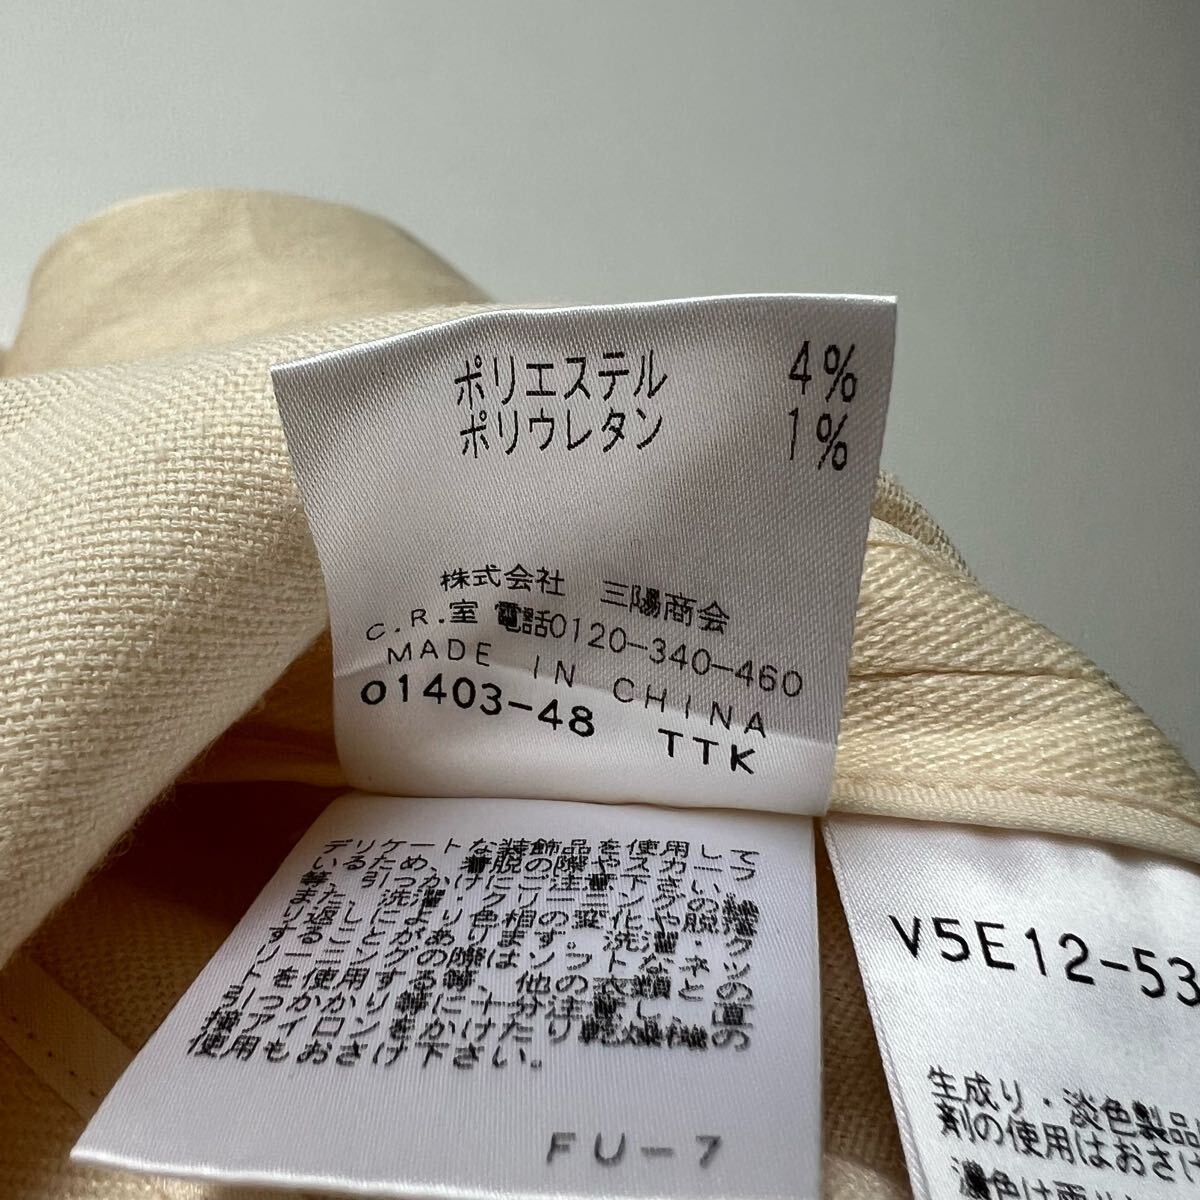 ポリエステル 4%
ポリウレタン 1%
株式会社 三陽商会
C.R.室 電話0120-340-460
MADE IN CHINA
01403-48 TTK
デリケートな装飾品を使用して
いるため、着脱の際やスカーフ
等、引っかけにご注意下さい。
また、洗濯・クリーニングの繰
り返しにより色相の変化や脱落
することがあります。洗濯・クリ
ーニングの際はソフトなネッ
トを使用する等、他の衣類との
引っかかり等に十分注意し、直
接アイロンをかけたり乾燥機の
使用もおさけ下さい。
FU-7
V5E12-53
生成り・淡色製品
剤の使用はおさけ
濃色は